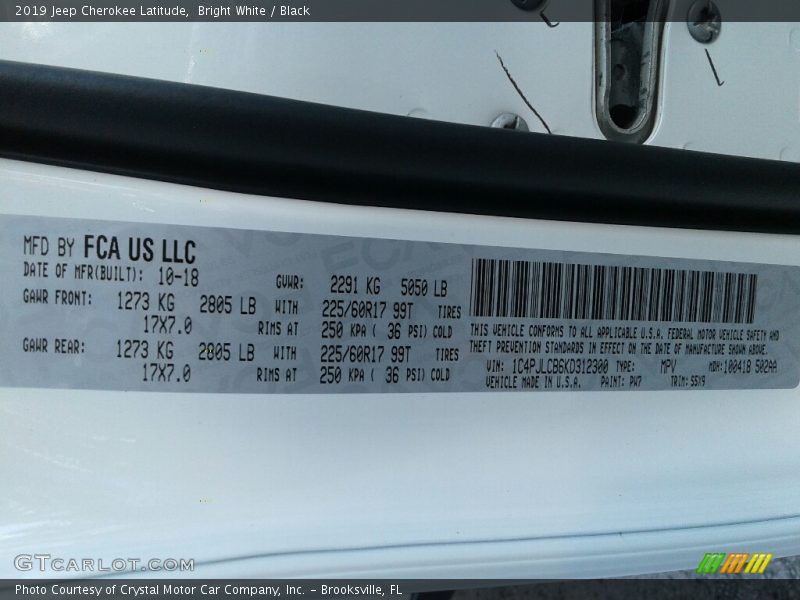 2019 Jeep Cherokee Latitude, Bright White / Black
MFD BY FCA US LLC
DATE OF MFR(BUILT): 10-18 GVWR: 2291 KG 5050 LB
GAWR FRONT: 1273 KG 2805 LB WITH 225/60R17 99T TIRES
17X7.0 RIMS AT 250 KPA ( 36 PSI) COLD
GAWR REAR: 1273 KG 2805 LB WITH 225/60R17 99T TIRES
17X7.0 RIMS AT 250 KPA ( 36 PSI) COLD
THIS VEHICLE CONFORMS TO ALL APPLICABLE U.S.A. FEDERAL MOTOR VEHICLE SAFETY AND
THEFT PREVENTION STANDARDS IN EFFECT ON THE DATE OF MANUFACTURE SHOWN ABOVE.
VIN: 1C4PJLCB6KD312300 TYPE: MPV MDH:100418 502AA
VEHICLE MADE IN U.S.A. PAINT: PW7 TRIM:S5X9
GTCARLOT.COM
Photo Courtesy of Crystal Motor Car Company, Inc. – Brooksville, FL